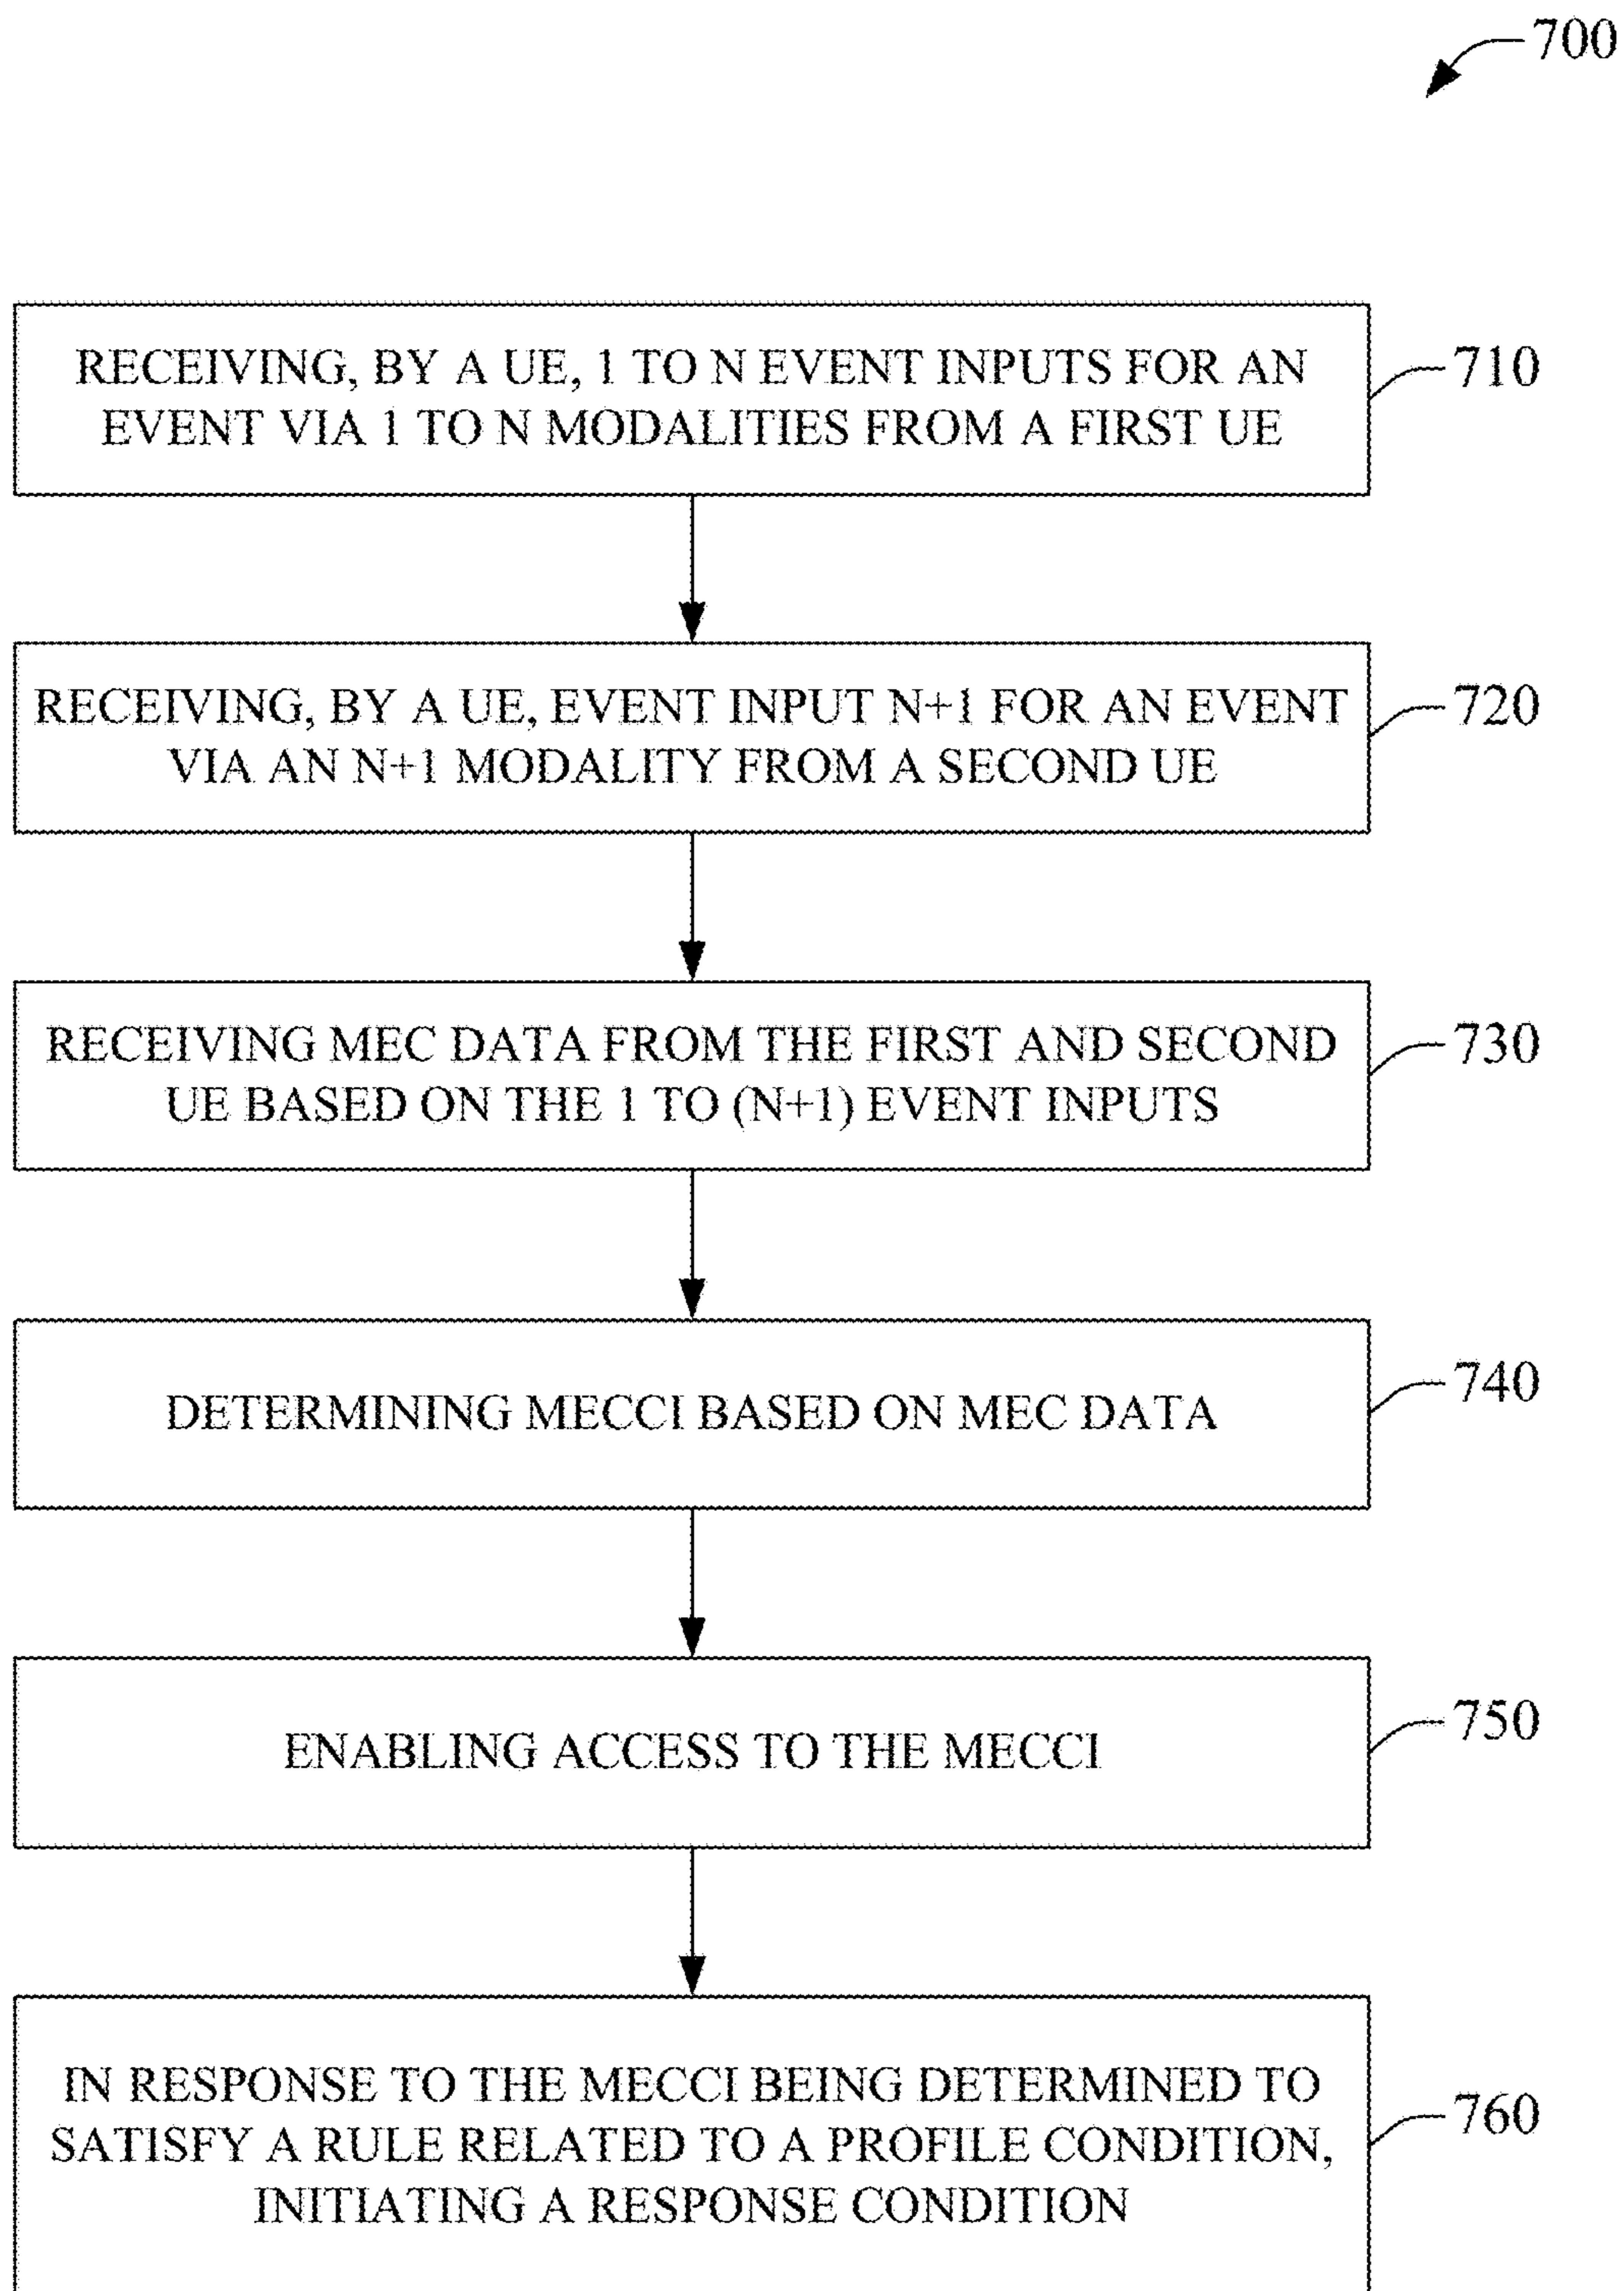 700
RECEIVING, BY A UE, 1 TO N EVENT INPUTS FOR AN
EVENT VIA 1 TO N MODALITIES FROM A FIRST UE
710
RECEIVING, BY A UE, EVENT INPUT N+1 FOR AN EVENT
VIA AN N+1 MODALITY FROM A SECOND UE
720
RECEIVING MEC DATA FROM THE FIRST AND SECOND
UE BASED ON THE 1 TO (N+1) EVENT INPUTS
730
DETERMINING MECCI BASED ON MEC DATA
740
ENABLING ACCESS TO THE MECCI
750
IN RESPONSE TO THE MECCI BEING DETERMINED TO
SATISFY A RULE RELATED TO A PROFILE CONDITION,
INITIATING A RESPONSE CONDITION
760